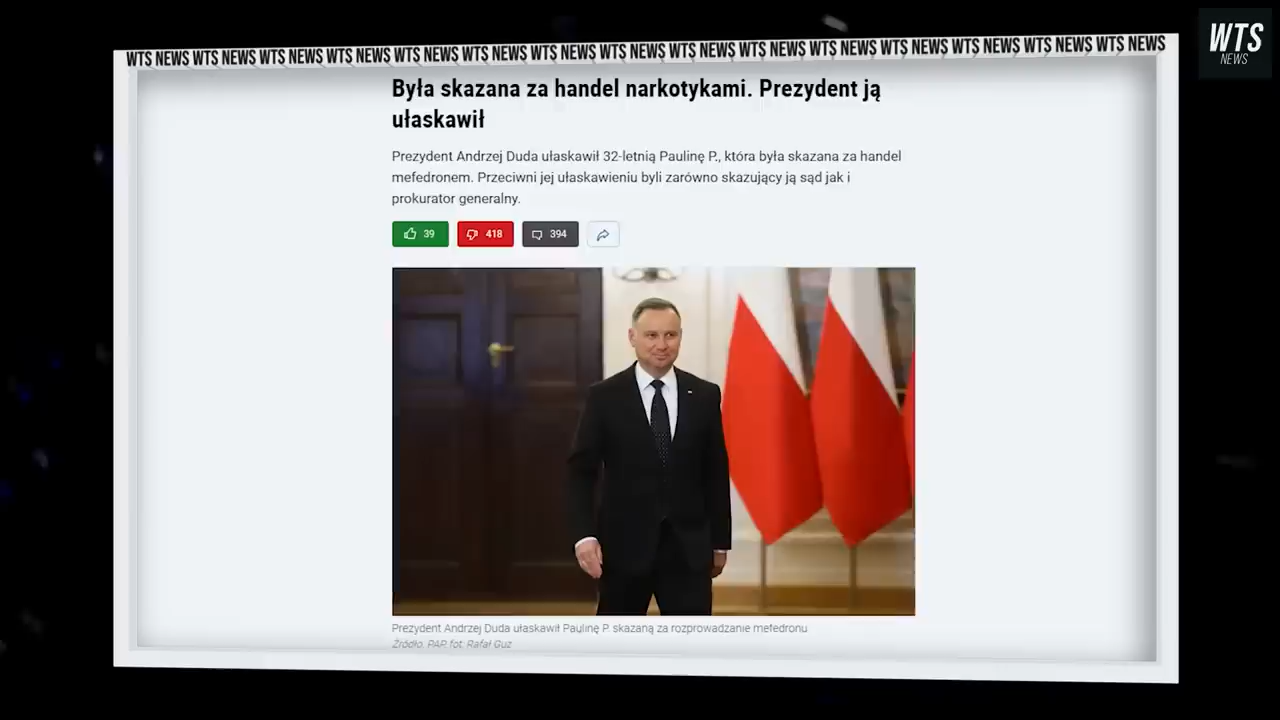 WTS NEWS WTS NEWS WTS NEWS WTS NEWS WTS NEWS WTS NEWS WTS NEWS WTS NEWS WTS NEWS WTS NEWS WTS NEWS WTS NEWS WTS NEWS WTS NEWS WTS NEWS
WTS
NEWS
Była skazana za handel narkotykami. Prezydent ją
ułaskawił
Prezydent Andrzej Duda ułaskawił 32-letnią Paulinę P., która była skazana za handel
mefedronem. Przeciwni jej ułaskawieniu byli zarówno skazujący ją sąd jak i
prokurator generalny.
39 418 394
Prezydent Andrzej Duda ułaskawił Paulinę P. skazaną za rozprowadzanie mefedronu
Źródło: PAP, fot: Rafał Guz